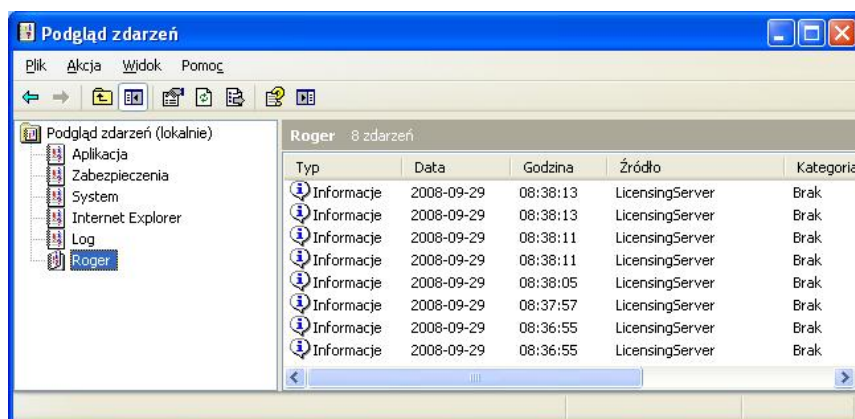 Podgląd zdarzeń
Plik Akcja Widok Pomoc
Podgląd zdarzeń (lokalnie)
Aplikacja
Zabezpieczenia
System
Internet Explorer
Log
Roger
Roger 8 zdarzeń
Typ Data Godzina Źródło Kategoria
Informacje 2008-09-29 08:38:13 LicensingServer Brak
Informacje 2008-09-29 08:38:13 LicensingServer Brak
Informacje 2008-09-29 08:38:11 LicensingServer Brak
Informacje 2008-09-29 08:38:11 LicensingServer Brak
Informacje 2008-09-29 08:38:05 LicensingServer Brak
Informacje 2008-09-29 08:37:57 LicensingServer Brak
Informacje 2008-09-29 08:36:55 LicensingServer Brak
Informacje 2008-09-29 08:36:55 LicensingServer Brak